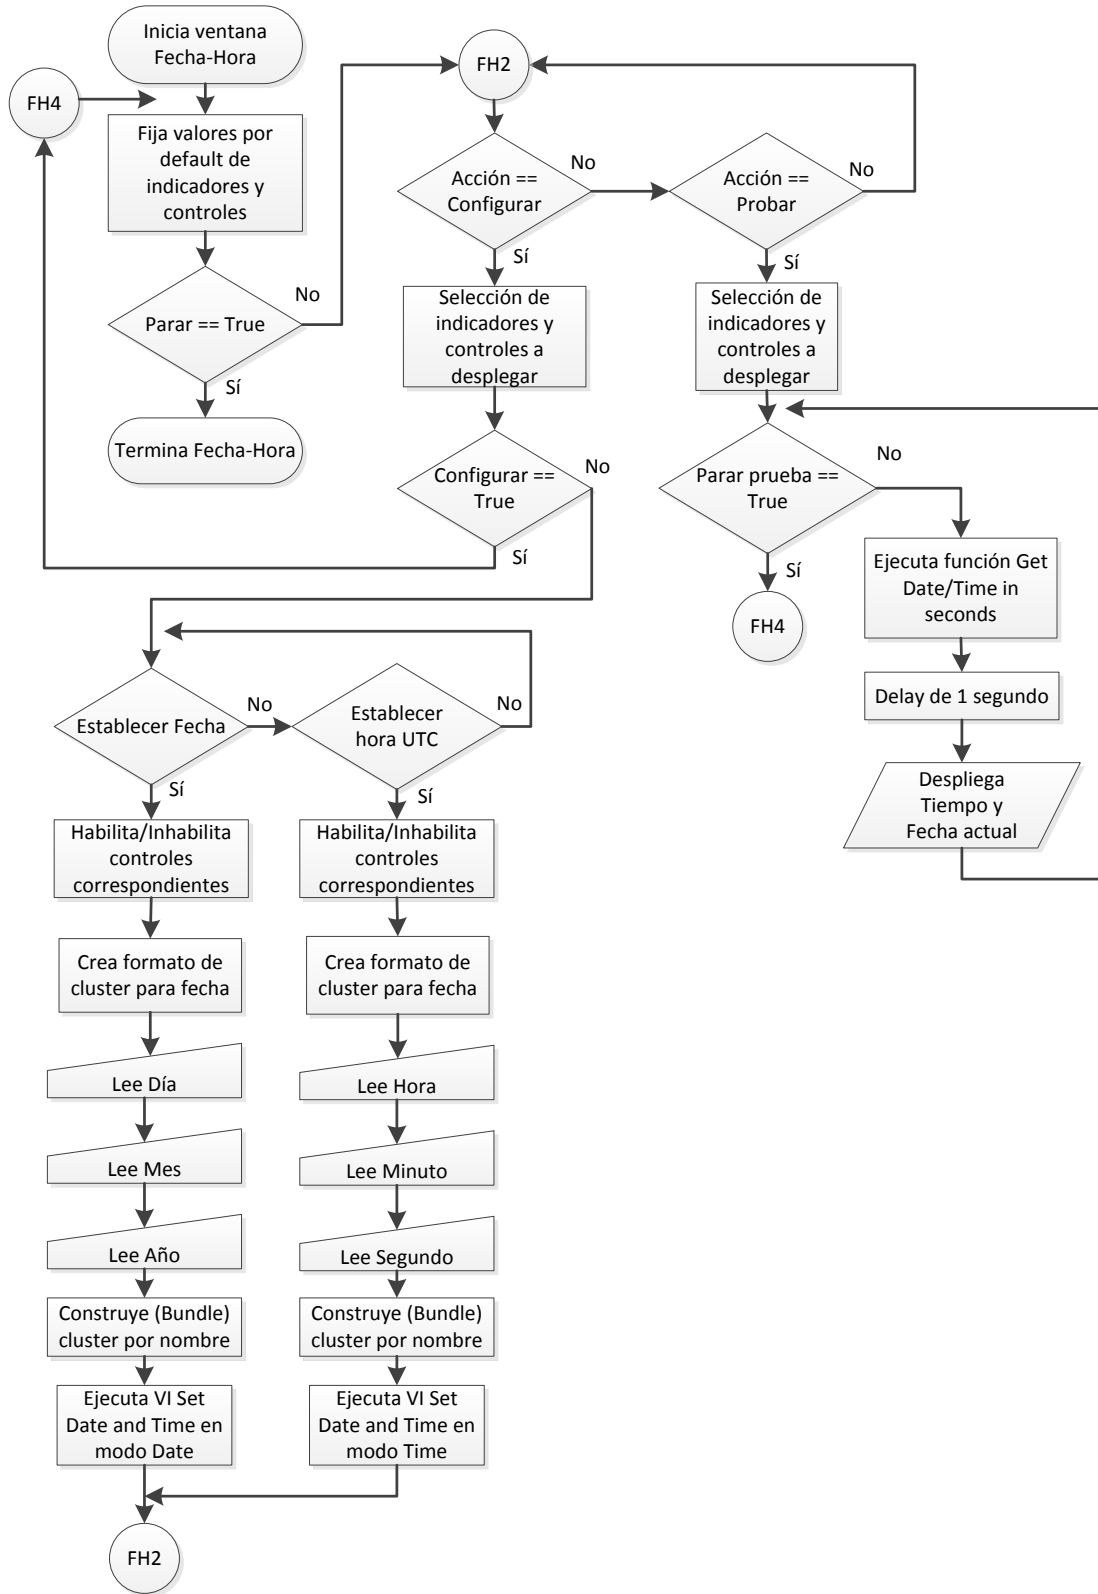 Inicia ventana
Fecha-Hora
FH4
Fija valores por
default de
indicadores y
controles
Parar == True
No
Sí
Termina Fecha-Hora
FH2
Acción ==
Configurar
No
Sí
Acción ==
Probar
No
Sí
Selección de
indicadores y
controles a
desplegar
Configurar ==
True
No
Sí
Selección de
indicadores y
controles a
desplegar
Parar prueba ==
True
No
Sí
FH4
Ejecuta función Get
Date/Time in
seconds
Delay de 1 segundo
Despliega
Tiempo y
Fecha actual
Establecer Fecha
No
Sí
Establecer
hora UTC
No
Sí
Habilita/Inhabilita
controles
correspondientes
Crea formato de
cluster para fecha
Lee Día
Lee Mes
Lee Año
Construye (Bundle)
cluster por nombre
Ejecuta VI Set
Date and Time en
modo Date
Habilita/Inhabilita
controles
correspondientes
Crea formato de
cluster para fecha
Lee Hora
Lee Minuto
Lee Segundo
Construye (Bundle)
cluster por nombre
Ejecuta VI Set
Date and Time en
modo Time
FH2